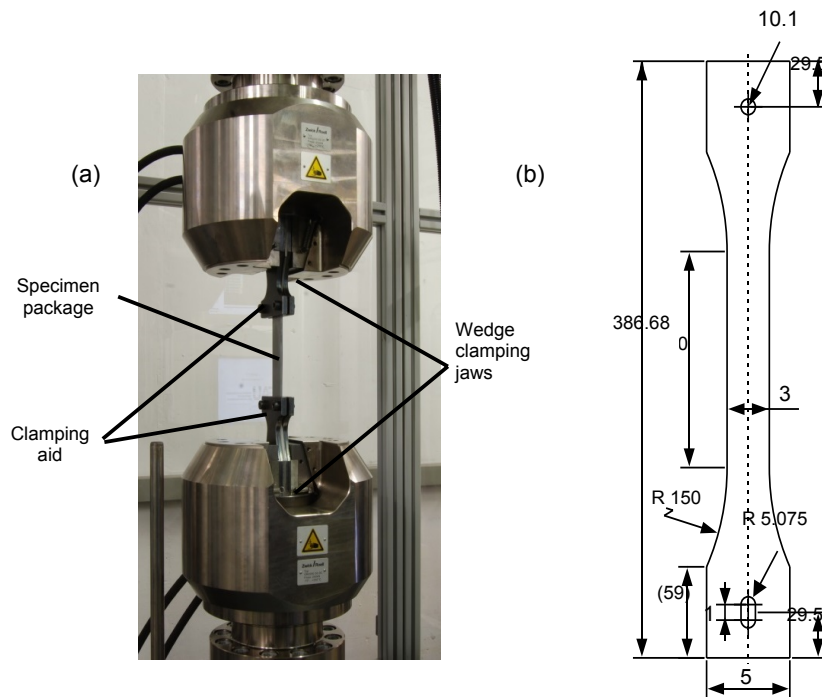 (a)
Specimen
package
Clamping
aid
Wedge
clamping
jaws
(b)
10.1
29.5
386.68
0
3
R 150
R 5.075
(59)
1
29.5
5